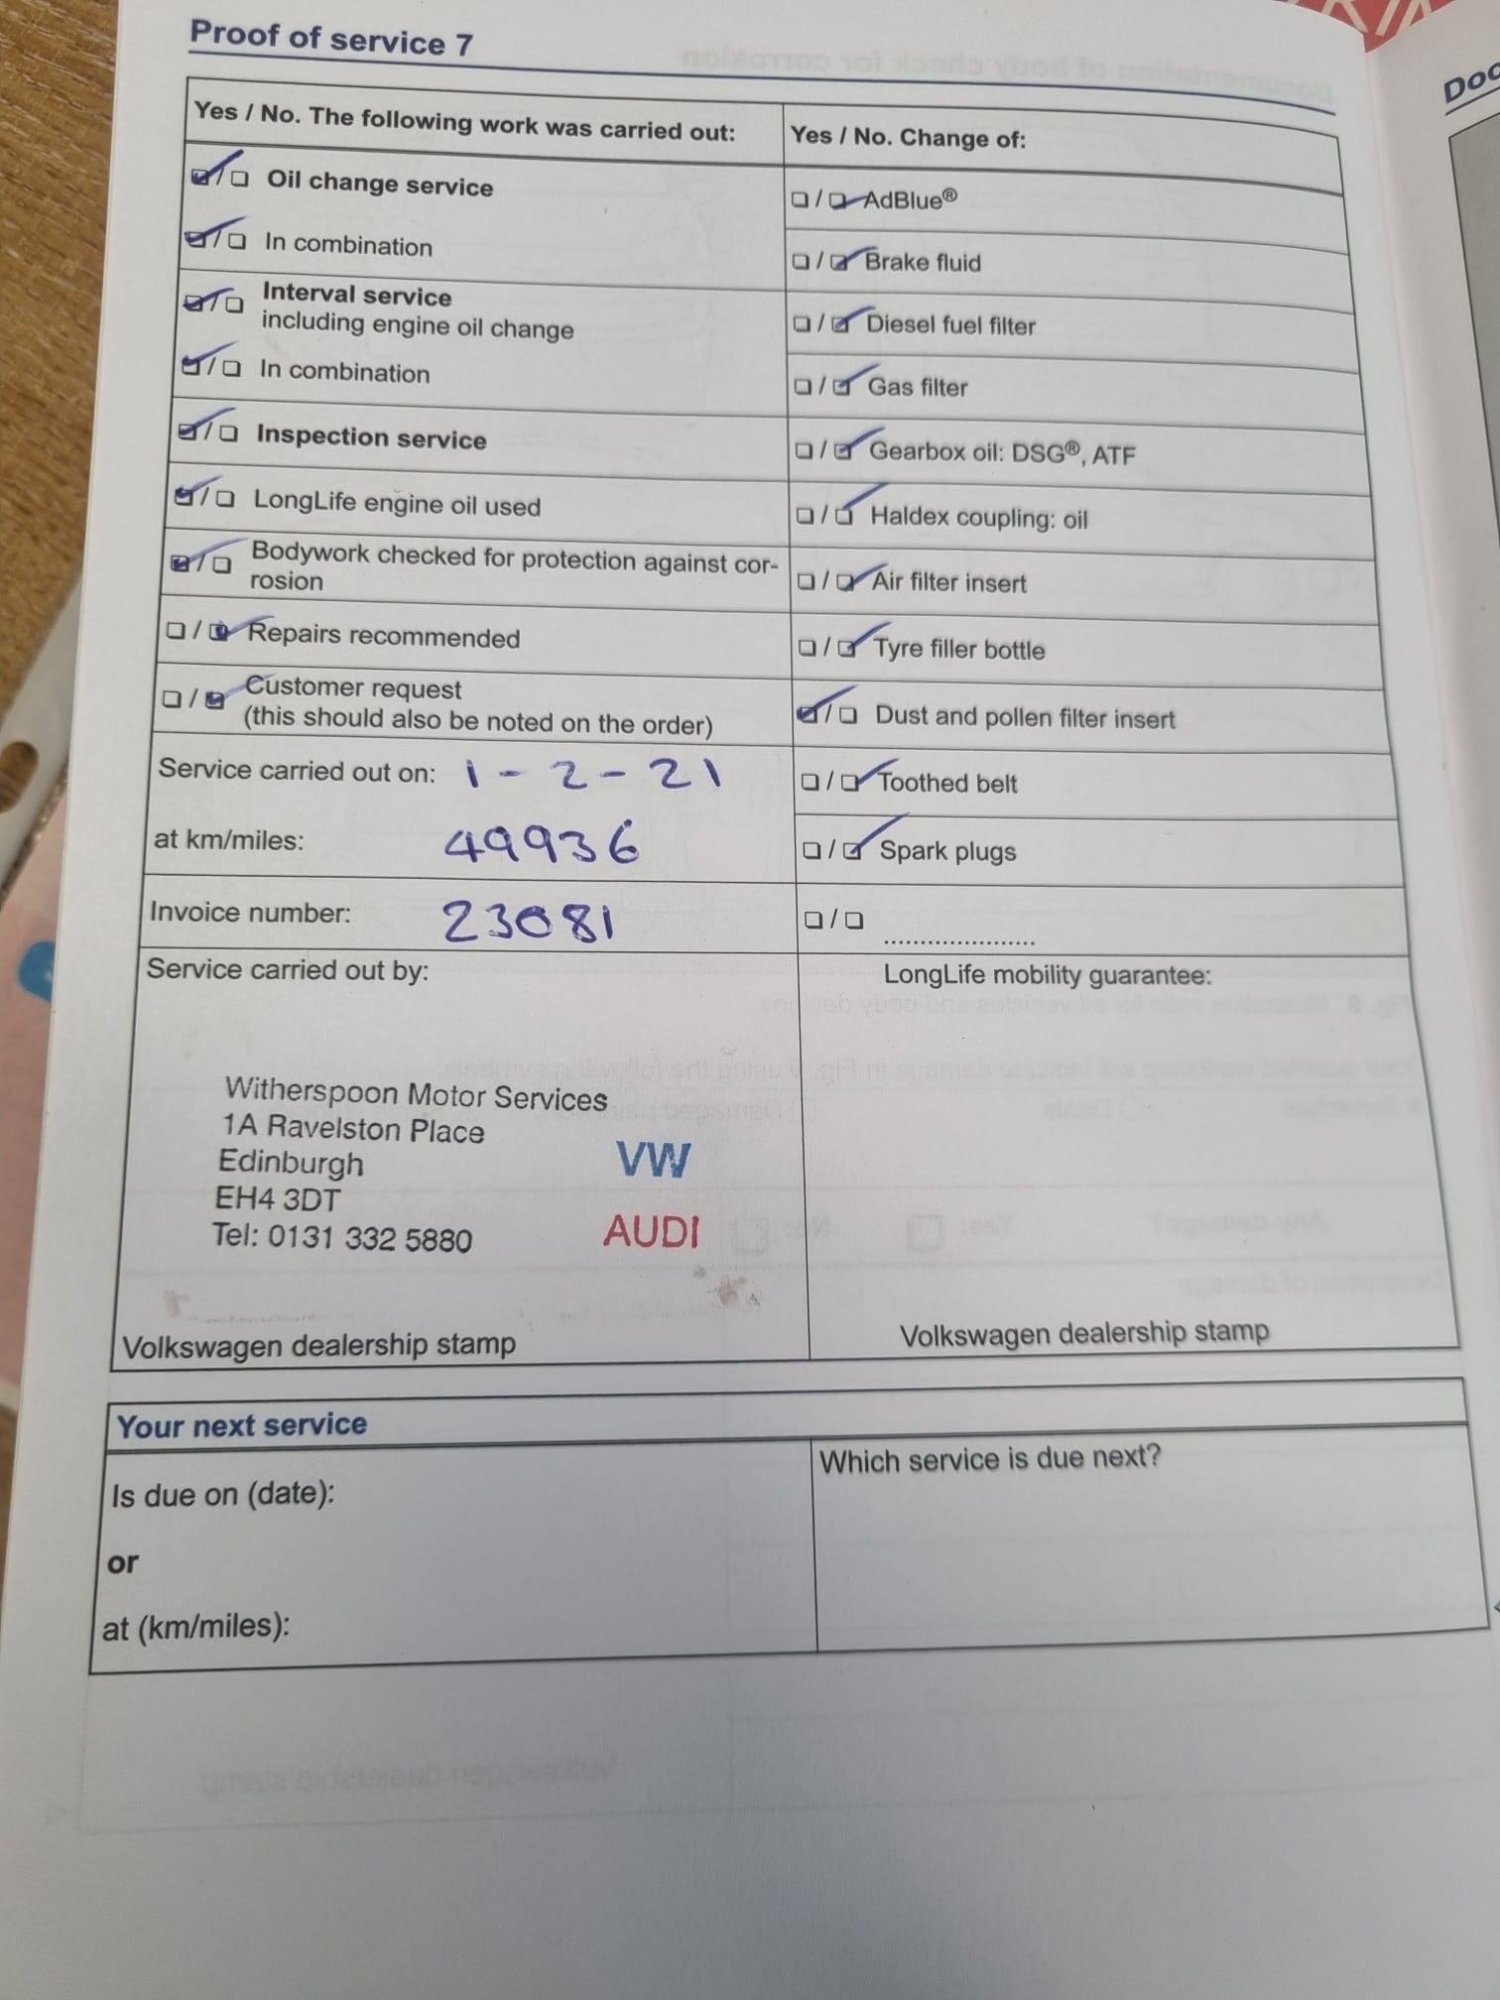 Proof of service 7
Yes / No. The following work was carried out:
Oil change service
In combination
Interval service
including engine oil change
In combination
Inspection service
LongLife engine oil used
Bodywork checked for protection against cor-
rosion
Repairs recommended
Customer request
(this should also be noted on the order)
Service carried out on: 1 - 2 - 21
at km/miles: 49936
Invoice number: 23081
Yes / No. Change of:
AdBlue®
Brake fluid
Diesel fuel filter
Gas filter
Gearbox oil: DSG®, ATF
Haldex coupling: oil
Air filter insert
Tyre filler bottle
Dust and pollen filter insert
Toothed belt
Spark plugs
Service carried out by:
Witherspoon Motor Services
1A Ravelston Place
Edinburgh
EH4 3DT
Tel: 0131 332 5880
VW
AUDI
Volkswagen dealership stamp
LongLife mobility guarantee:
Volkswagen dealership stamp
Your next service
Is due on (date):
or
at (km/miles):
Which service is due next?